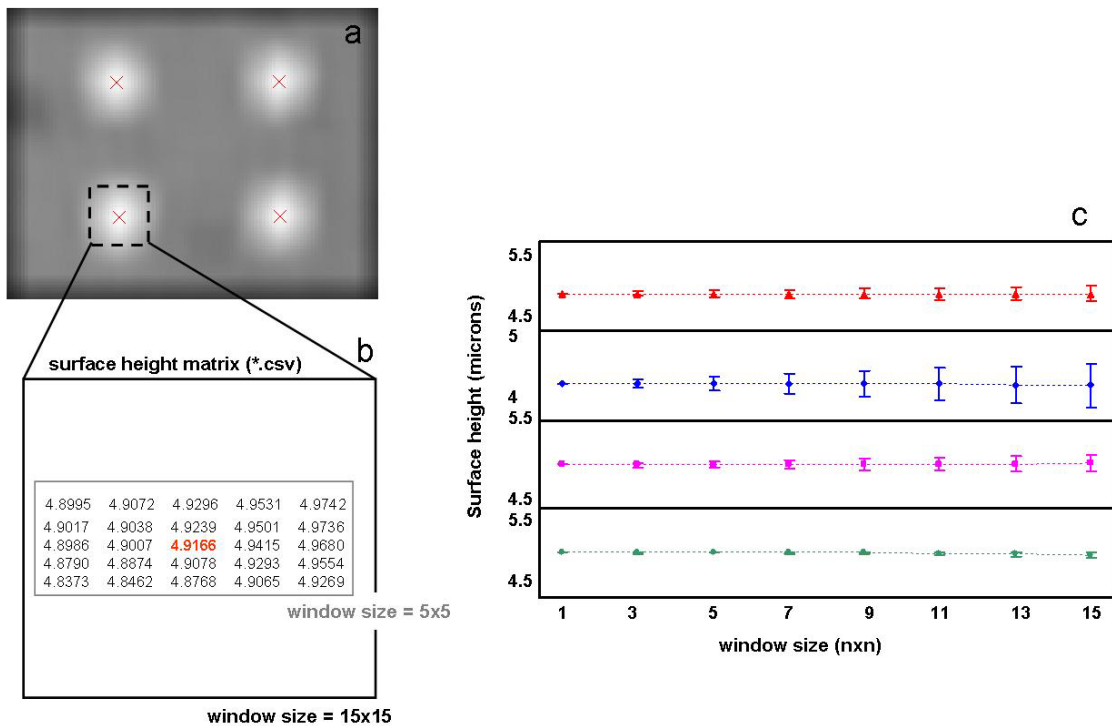 a
b
surface height matrix (*.csv)
4.8995 4.9072 4.9296 4.9531 4.9742
4.9017 4.9038 4.9239 4.9501 4.9736
4.8986 4.9007 4.9166 4.9415 4.9680
4.8790 4.8874 4.9078 4.9293 4.9554
4.8373 4.8462 4.8768 4.9065 4.9269
window size = 5x5
window size = 15x15
c
Surface height (microns)
5.5
4.5
5
4
5.5
4.5
5.5
4.5
1 3 5 7 9 11 13 15
window size (nxn)